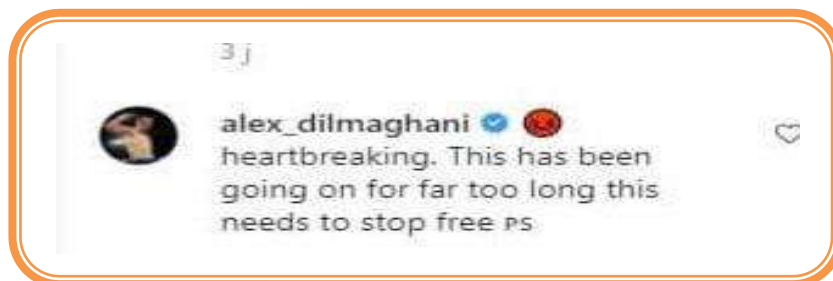 3 j
alex_dilmaghani
heartbreaking. This has been
going on for far too long this
needs to stop free PS